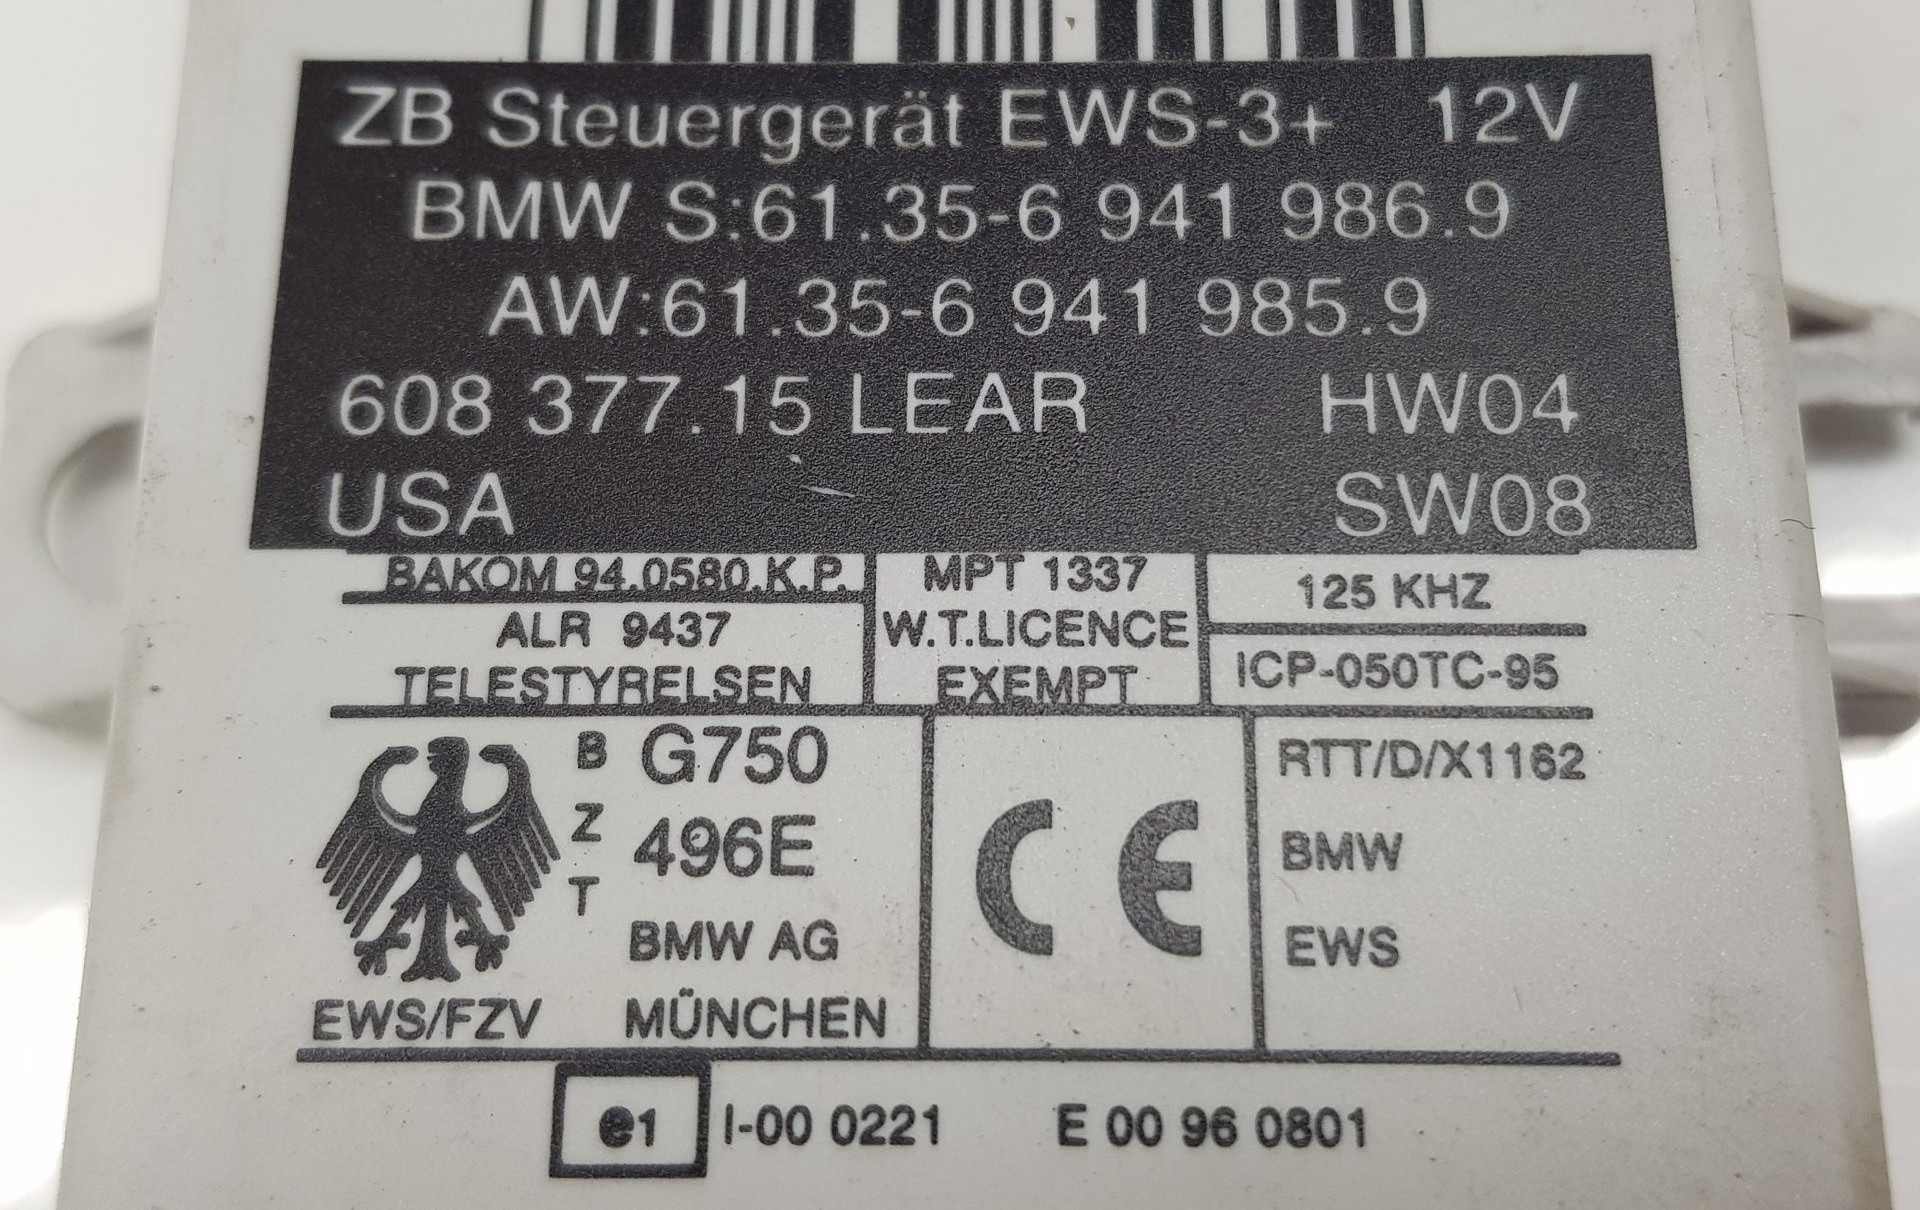 ZB Steuergerät EWS-3+ 12V
BMW S:61.35-6 941 986.9
AW:61.35-6 941 985.9
608 377.15 LEAR HW04
USA SW08
BAKOM 94.0580.K.P.
ALR 9437
TELESTYRELSEN
MPT 1337
W.T.LICENCE
EXEMPT
125 KHZ
ICP-050TC-95
BZT
G750
496E
BMW AG
EWS/FZV MÜNCHEN
CE
RTT/D/X1162
BMW
EWS
e1 I-00 0221 E 00 96 0801